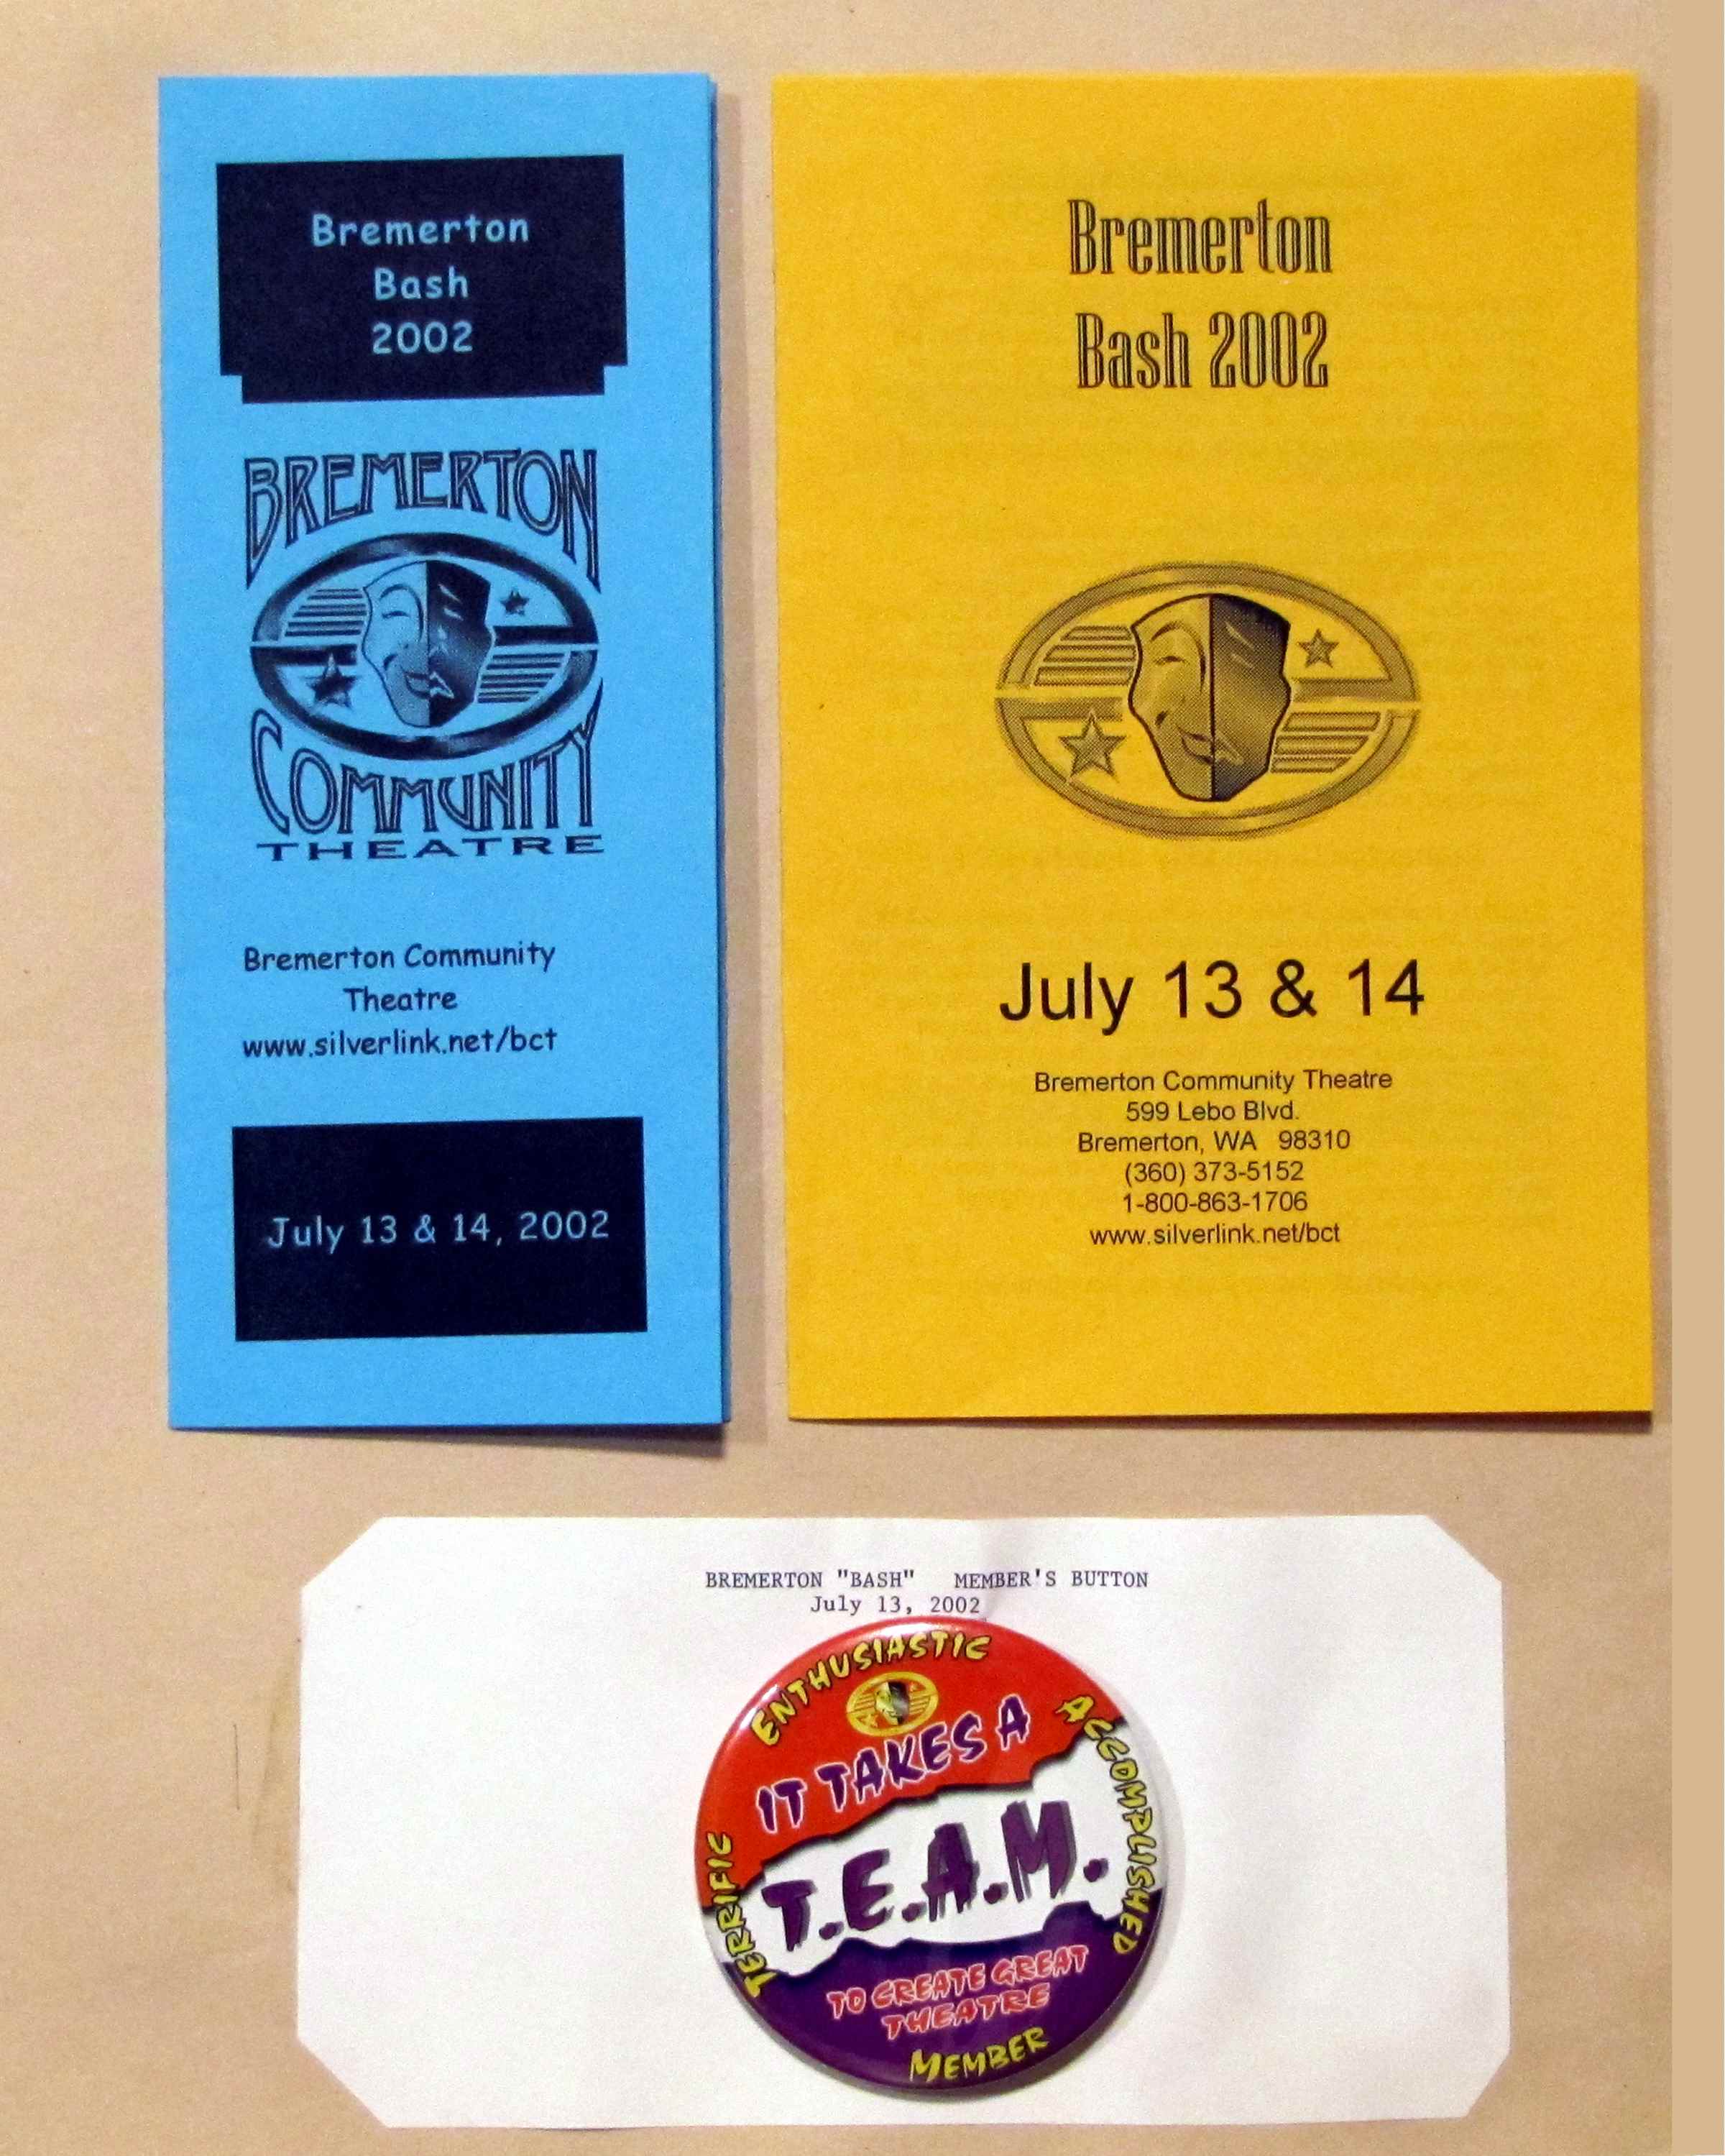 Bremerton
Bash
2002
BREMERTON
COMMUNITY
THEATRE
Bremerton Community
Theatre
www.silverlink.net/bct
July 13 & 14, 2002
Bremerton
Bash 2002
July 13 & 14
Bremerton Community Theatre
599 Lebo Blvd.
Bremerton, WA 98310
(360) 373-5152
1-800-863-1706
www.silverlink.net/bct
BREMERTON "BASH" MEMBER'S BUTTON
July 13, 2002
TERRIFIC
ENTHUSIASTIC
ACCOMPLISHED
MEMBER
IT TAKES A
T.E.A.M.
TO CREATE GREAT
THEATRE